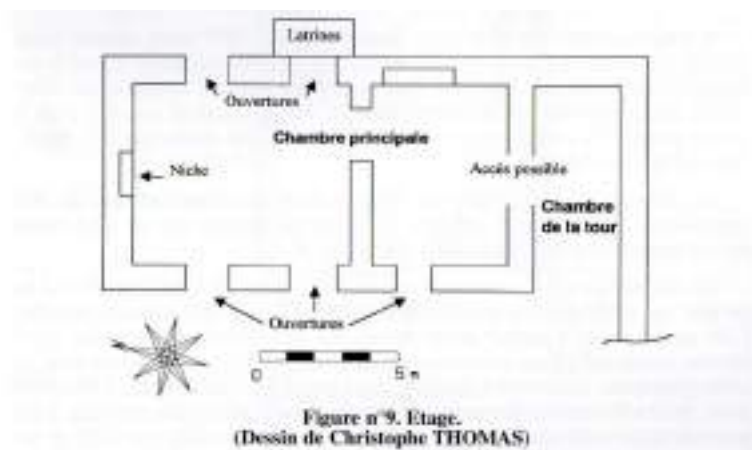 Latrines
Ouvertures
Chambre principale
Niche
Accès possible
Chambre
de la tour
Ouvertures
0 5 m
Figure n°9. Etage.
(Dessin de Christophe THOMAS)